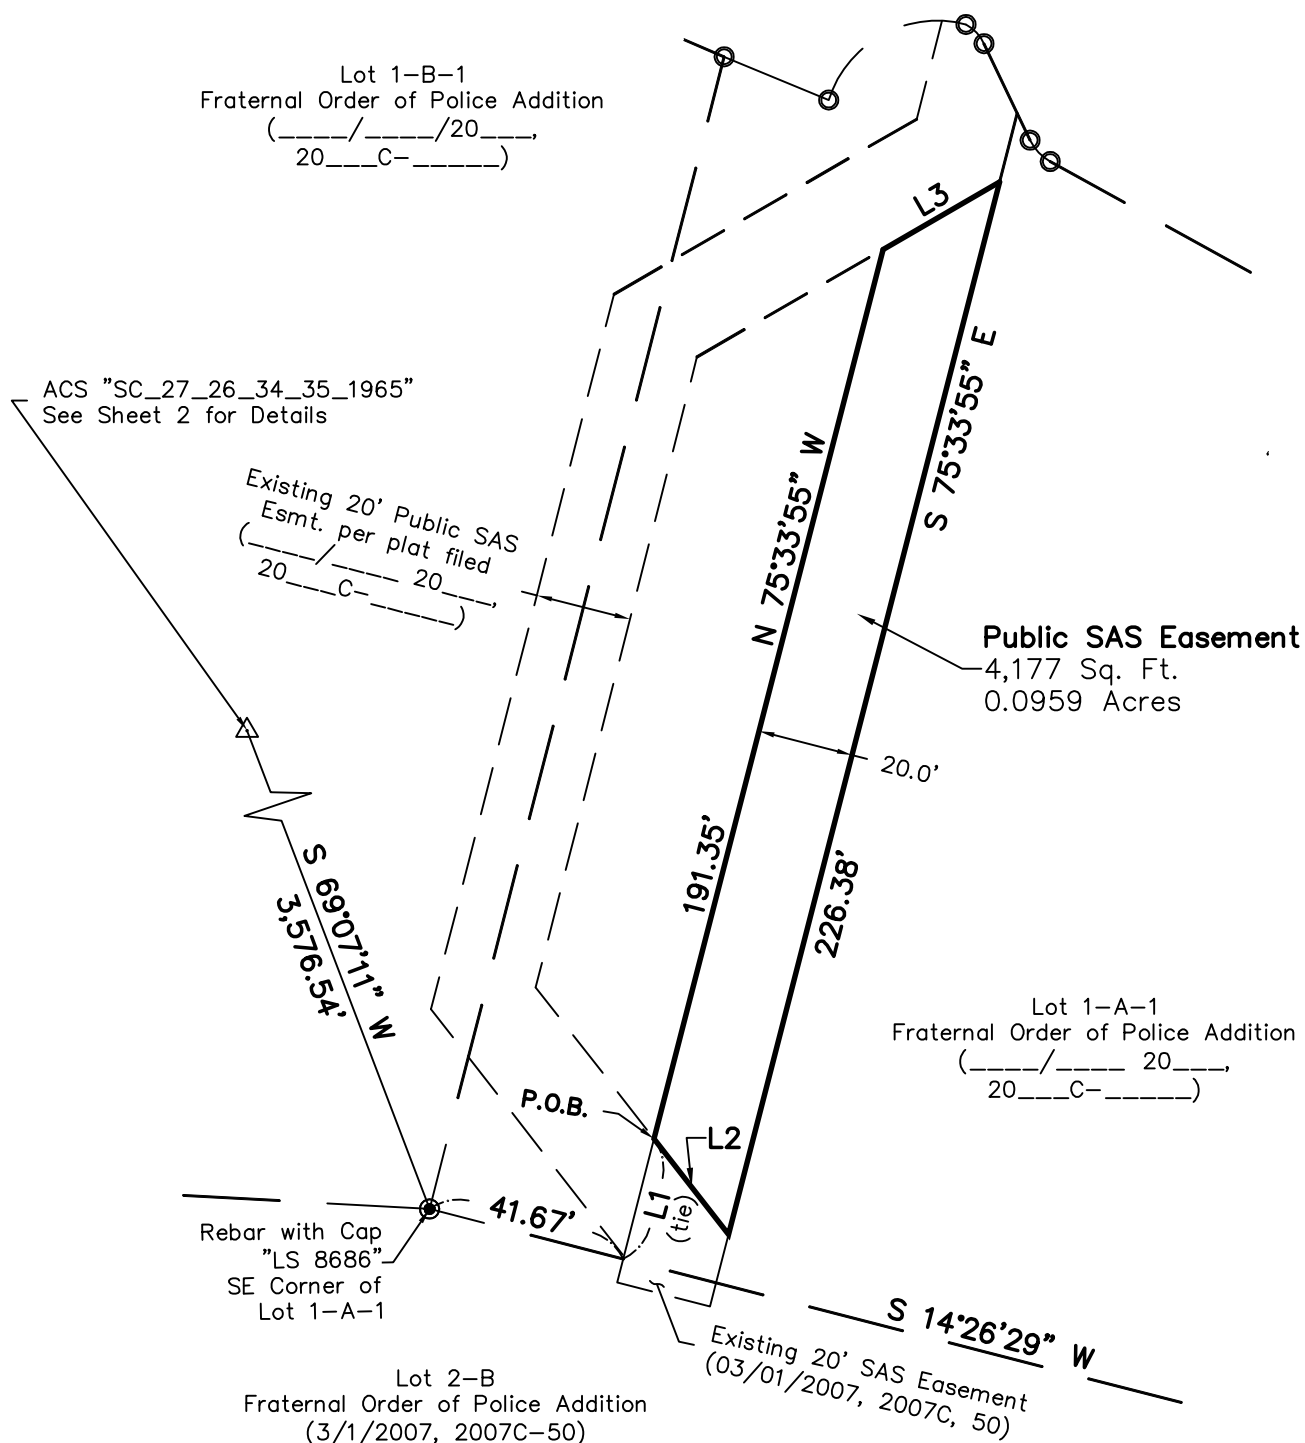 Lot 1-B-1
Fraternal Order of Police Addition
(____/____/20___,
20___C-_____)
L3
ACS "SC_27_26_34_35_1965"
See Sheet 2 for Details
Existing 20' Public SAS
Esmt. per plat filed
(____/____ 20___,
20___C-_____)
N 75°33'55" W
S 75°33'55" E
Public SAS Easement
4,177 Sq. Ft.
0.0959 Acres
20.0'
191.35'
226.38'
S 69°07'11" W
3,576.54'
Lot 1-A-1
Fraternal Order of Police Addition
(____/____ 20___,
20___C-_____)
P.O.B.
L2
L1
(tie)
41.67'
Rebar with Cap
"LS 8686"
SE Corner of
Lot 1-A-1
S 14°26'29" W
Existing 20' SAS Easement
(03/01/2007, 2007C, 50)
Lot 2-B
Fraternal Order of Police Addition
(3/1/2007, 2007C-50)